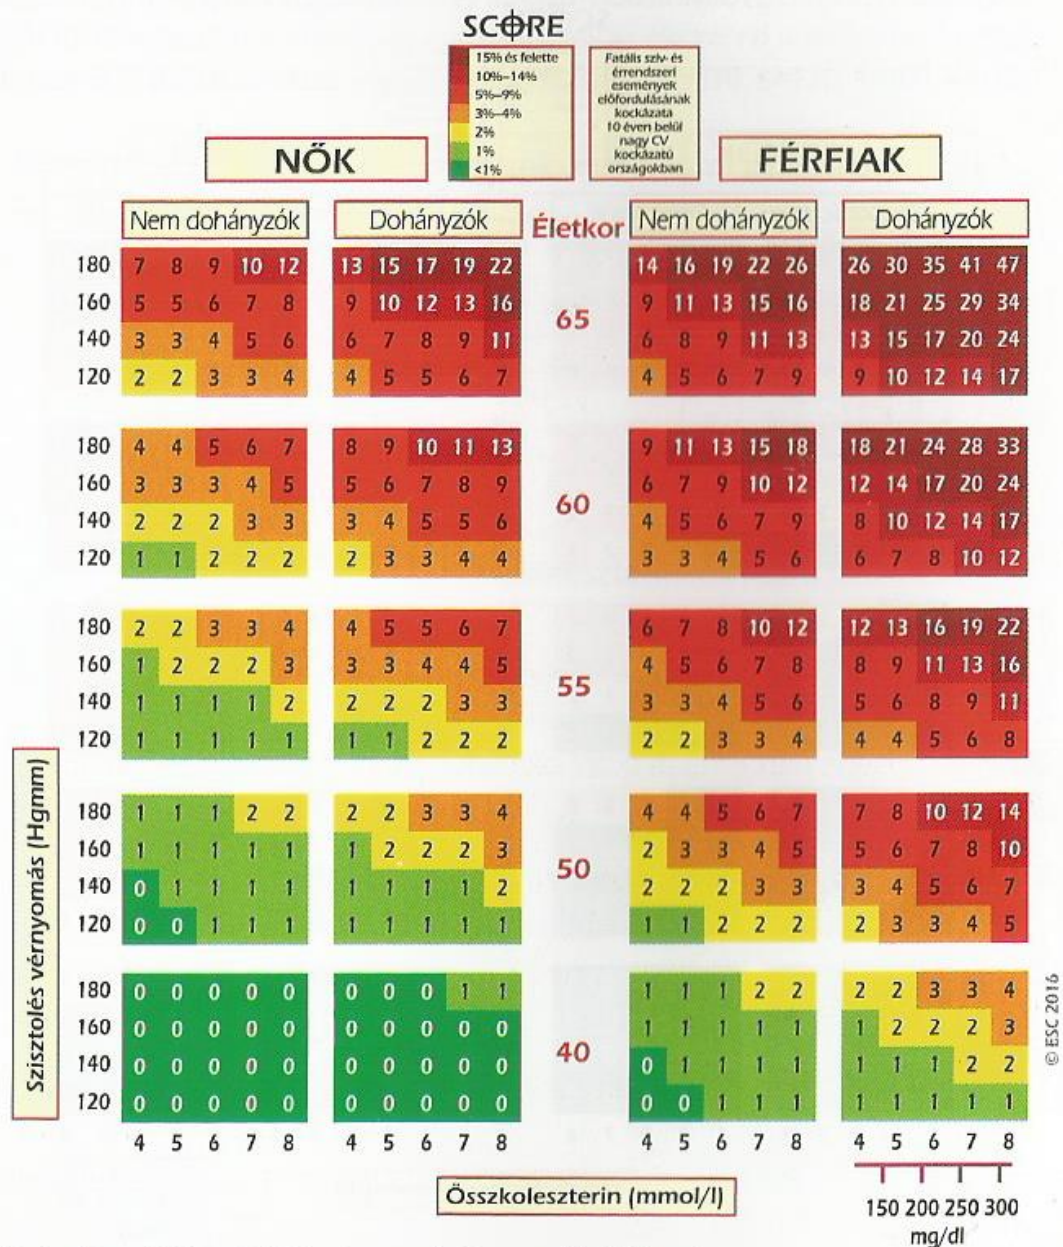 SCORE
15% és felette
10%–14%
5%–9%
3%–4%
2%
1%
<1%
Fatális szív- és
érrendszeri
események
előfordulásának
kockázata
10 éven belül
nagy CV
kockázatú
országokban
NŐK
FÉRFIAK
Nem dohányzók
Dohányzók
Életkor
Nem dohányzók
Dohányzók
180 7 8 9 10 12 13 15 17 19 22 14 16 19 22 26 26 30 35 41 47
160 5 5 6 7 8 9 10 12 13 16 9 11 13 15 16 18 21 25 29 34
65
140 3 3 4 5 6 6 7 8 9 11 6 8 9 11 13 13 15 17 20 24
120 2 2 3 3 4 4 5 5 6 7 4 5 6 7 9 9 10 12 14 17
180 4 4 5 6 7 8 9 10 11 13 9 11 13 15 18 18 21 24 28 33
160 3 3 3 4 5 5 6 7 8 9 6 7 9 10 12 12 14 17 20 24
60
140 2 2 2 3 3 3 4 5 5 6 4 5 6 7 9 8 10 12 14 17
120 1 1 2 2 2 2 3 3 4 4 3 3 4 5 6 6 7 8 10 12
180 2 2 3 3 4 4 5 5 6 7 6 7 8 10 12 12 13 16 19 22
160 1 2 2 2 3 3 3 4 4 5 4 5 6 7 8 8 9 11 13 16
55
140 1 1 1 1 2 2 2 2 3 3 3 3 4 5 6 5 6 8 9 11
120 1 1 1 1 1 1 1 2 2 2 2 2 3 3 4 4 4 5 6 8
180 1 1 1 2 2 2 2 3 3 4 4 4 5 6 7 7 8 10 12 14
160 1 1 1 1 1 1 2 2 2 3 2 3 3 4 5 5 6 7 8 10
50
140 0 1 1 1 1 1 1 1 1 2 2 2 2 3 3 3 4 5 6 7
120 0 0 1 1 1 1 1 1 1 1 1 1 2 2 2 2 3 3 4 5
180 0 0 0 0 0 0 0 0 1 1 1 1 1 2 2 2 2 3 3 4
160 0 0 0 0 0 0 0 0 0 0 1 1 1 1 1 1 2 2 2 3
40
140 0 0 0 0 0 0 0 0 0 0 0 1 1 1 1 1 1 1 2 2
120 0 0 0 0 0 0 0 0 0 0 0 0 1 1 1 1 1 1 1 1
4 5 6 7 8 4 5 6 7 8 4 5 6 7 8 4 5 6 7 8
Szisztolés vérnyomás (Hgmm)
Összkoleszterin (mmol/l)
150 200 250 300
mg/dl
© ESC 2016